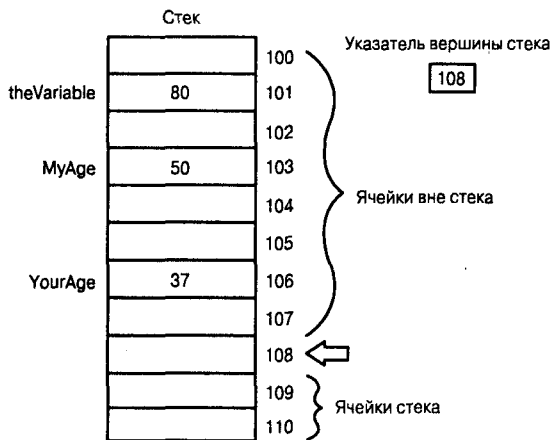 Стек
Указатель вершины стека
108
100
theVariable 80 101
102
MyAge 50 103
104
Ячейки вне стека
105
YourAge 37 106
107
108
109
Ячейки стека
110